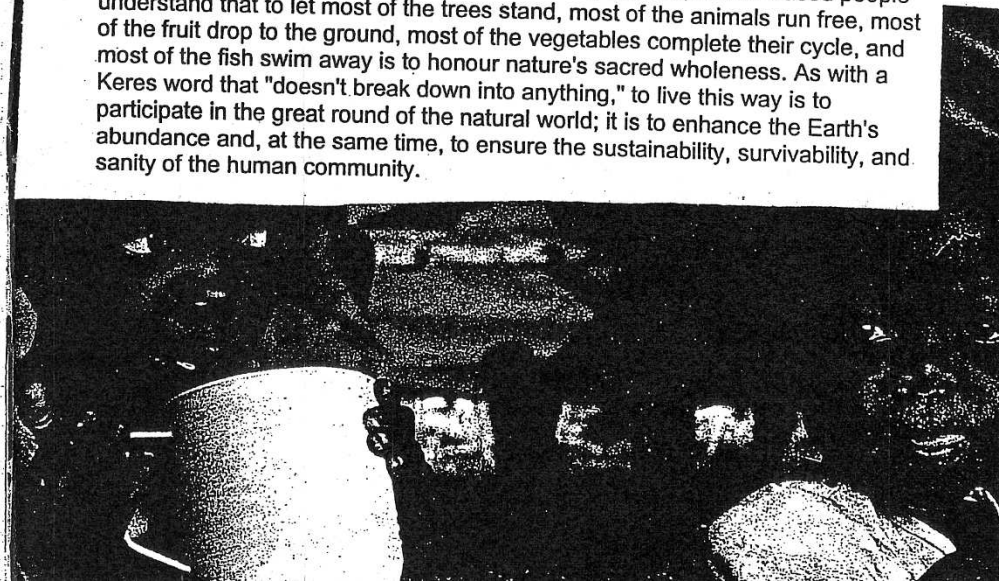 people
understand that to let most of the trees stand, most of the animals run free, most
of the fruit drop to the ground, most of the vegetables complete their cycle, and
most of the fish swim away is to honour nature's sacred wholeness. As with a
Keres word that "doesn't break down into anything," to live this way is to
participate in the great round of the natural world; it is to enhance the Earth's
abundance and, at the same time, to ensure the sustainability, survivability, and
sanity of the human community.